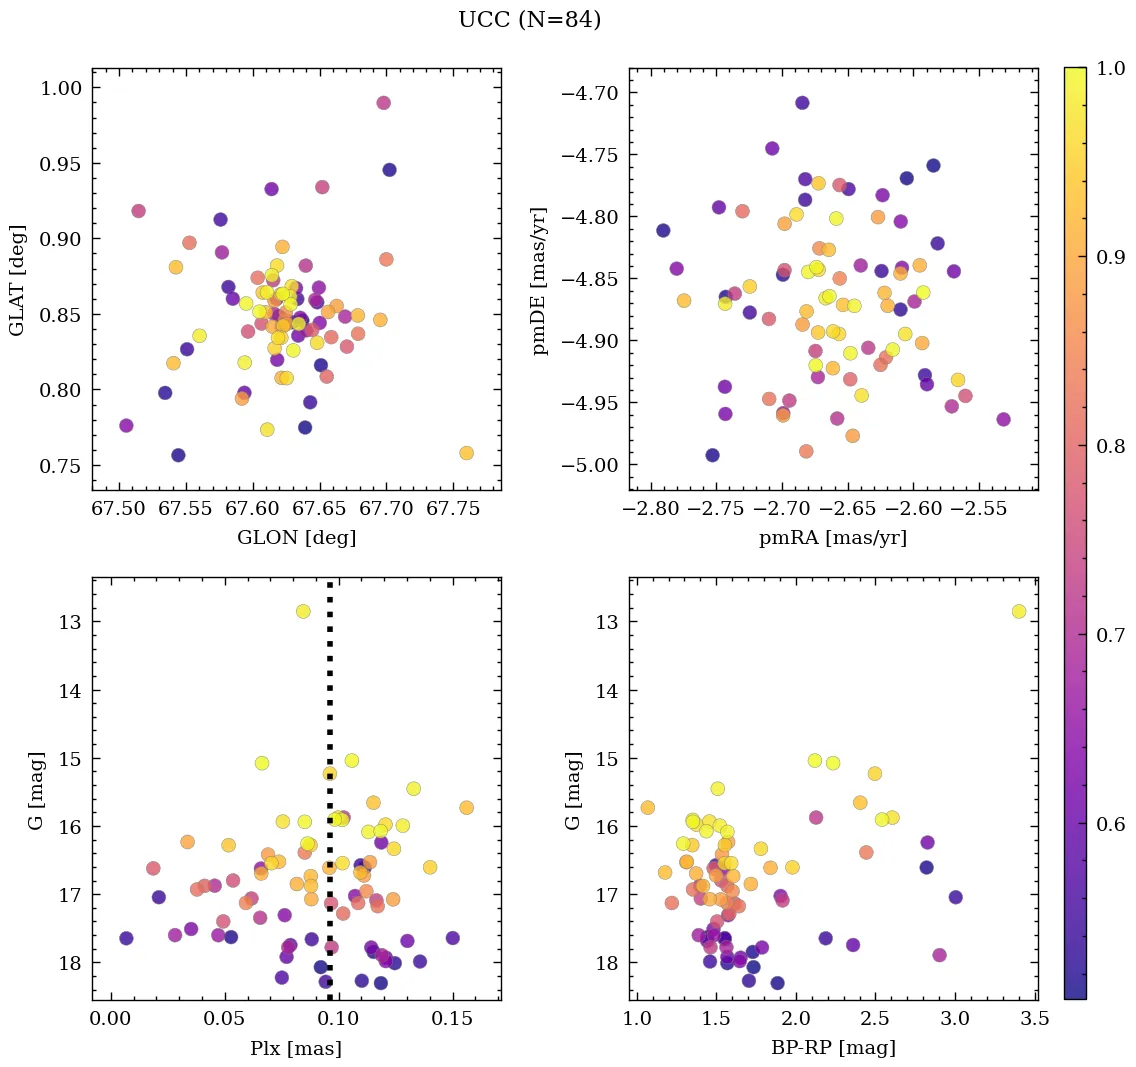 UCC (N=84)
1.00
0.95
0.90
0.85
0.80
0.75
GLAT [deg]
67.50 67.55 67.60 67.65 67.70 67.75
GLON [deg]
−4.70
−4.75
−4.80
−4.85
−4.90
−4.95
−5.00
pmDE [mas/yr]
−2.80 −2.75 −2.70 −2.65 −2.60 −2.55
pmRA [mas/yr]
13
14
15
16
17
18
G [mag]
0.00 0.05 0.10 0.15
Plx [mas]
13
14
15
16
17
18
G [mag]
1.0 1.5 2.0 2.5 3.0 3.5
BP-RP [mag]
1.0
0.9
0.8
0.7
0.6